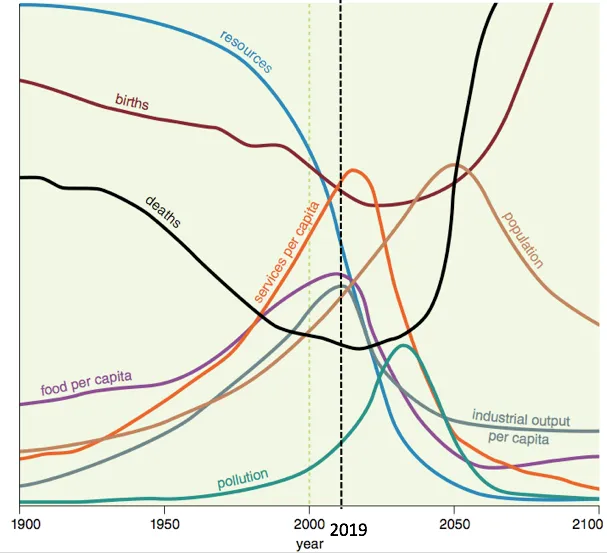 resources
births
deaths
services per capita
population
food per capita
industrial output
per capita
pollution
1900
1950
2000
2019
2050
2100
year